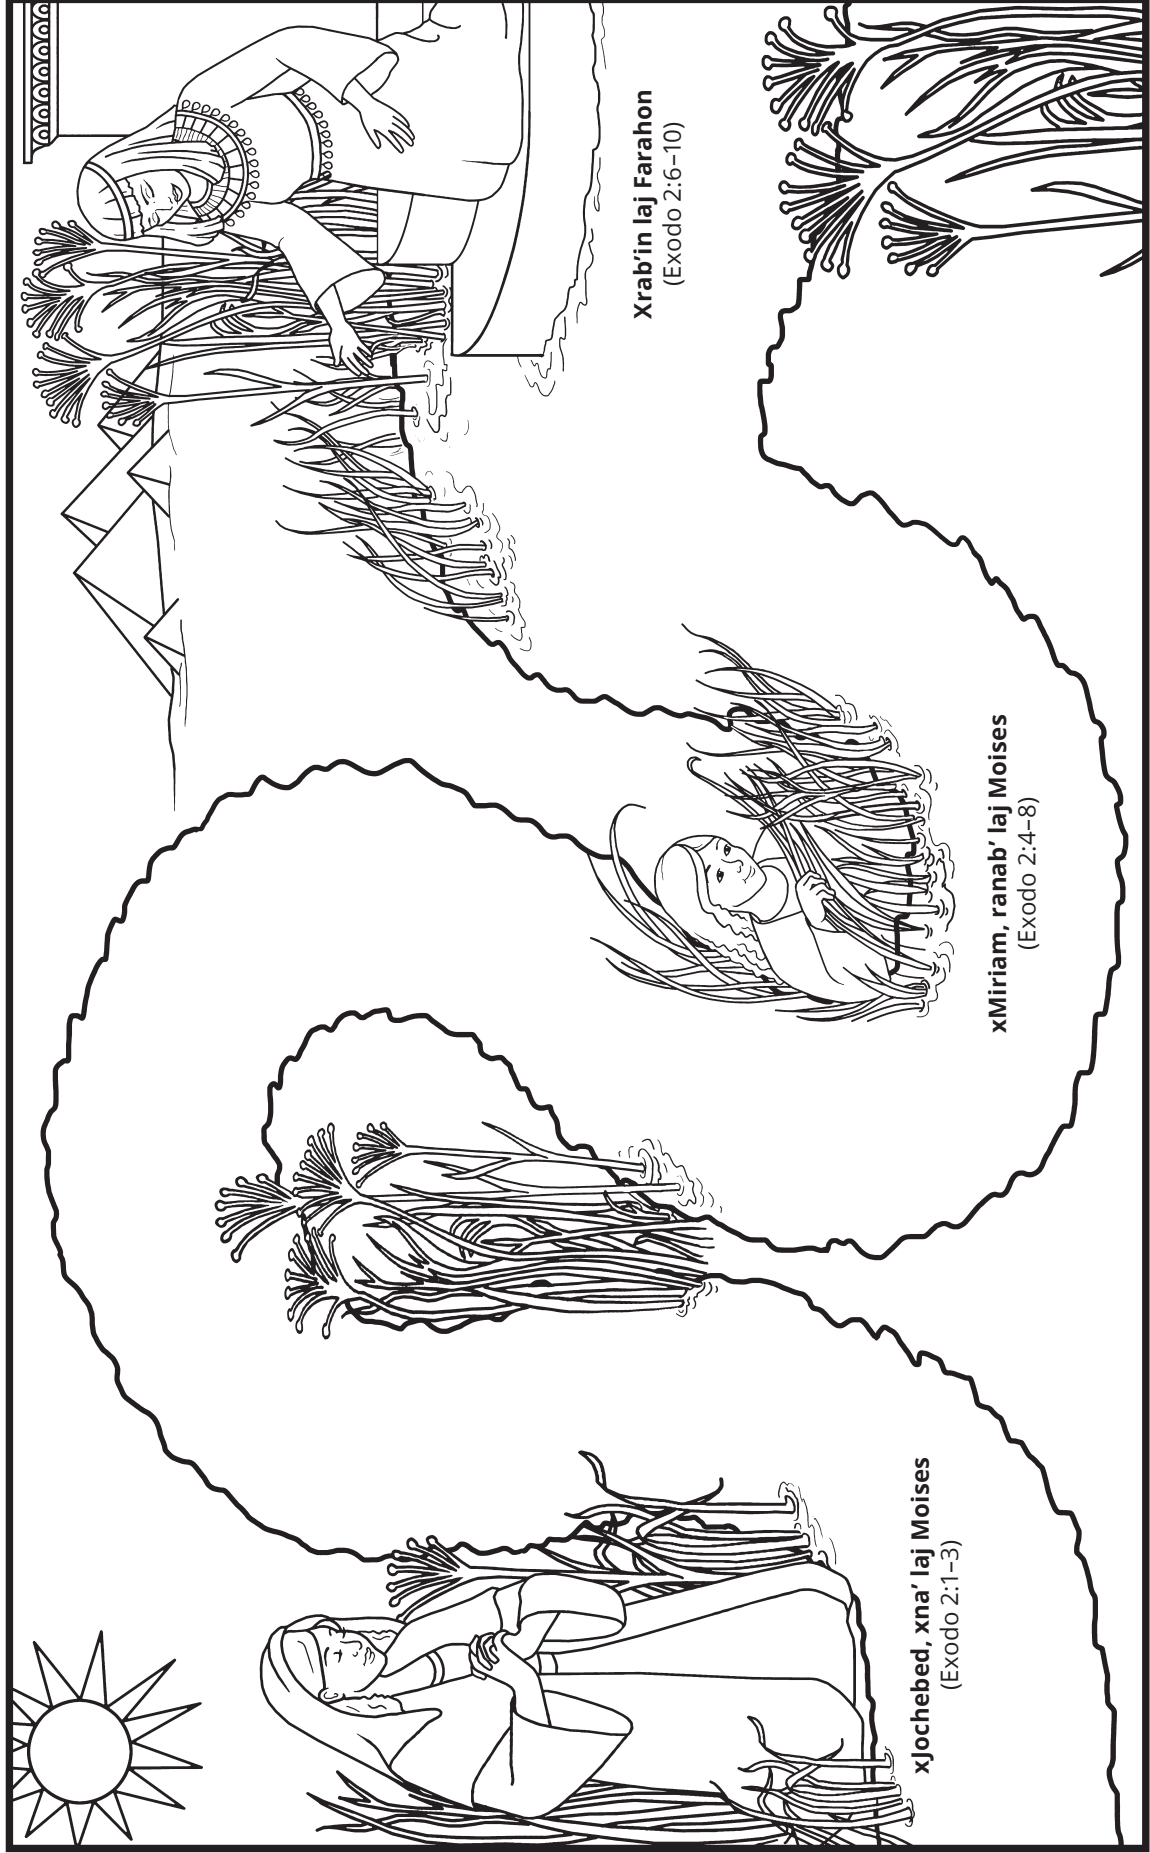 xJochebed, xna’ laj Moises
(Exodo 2:1–3)
xMiriam, ranab’ laj Moises
(Exodo 2:4–8)
Xrab’in laj Farahon
(Exodo 2:6–10)